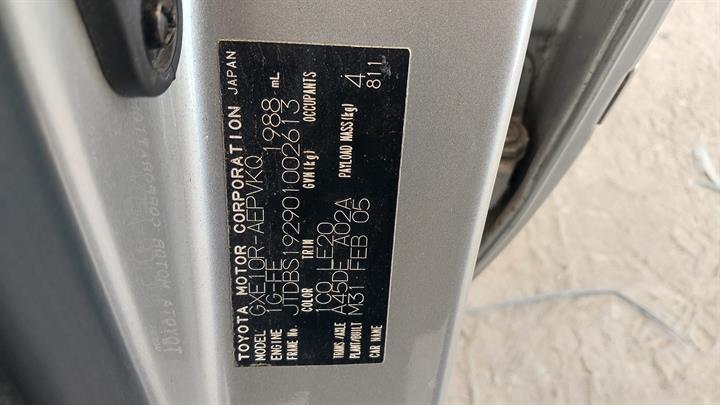 TOYOTA MOTOR CORPORATION JAPAN
MODEL GXE10R-AEPVKQ
ENGINE 1G-FE 1988 mL
FRAME No. JTDBS192901002613
COLOR TRIM GVM(kg) OCCUPANTS
1C0 LE20 4
TRANS/AXLE A45DE A02A PAYLOAD MASS(kg) 811
PLANT/BUILT M31 FEB 05
CAR NAME